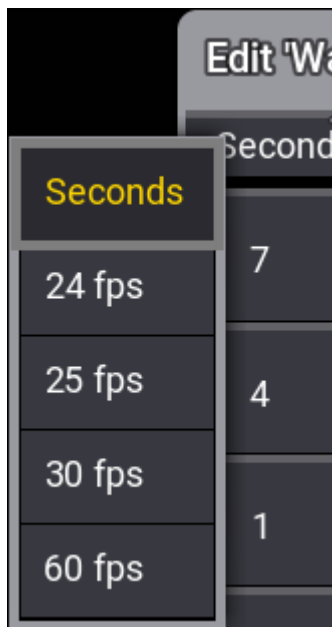 Edit 'Wa
Second
Seconds
24 fps
25 fps
30 fps
60 fps
7
4
1